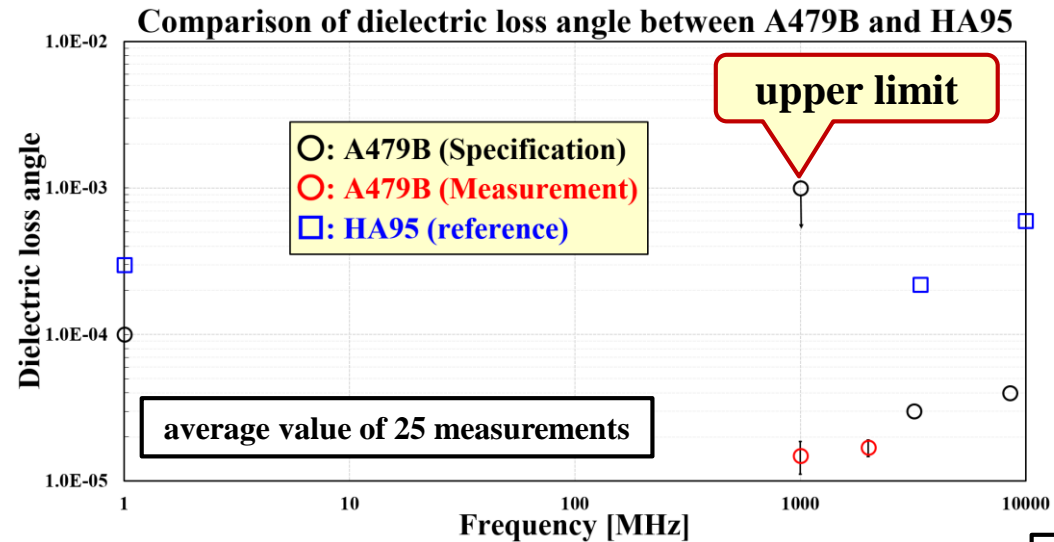 Comparison of dielectric loss angle between A479B and HA95
1.0E-02
upper limit
O: A479B (Specification)
O: A479B (Measurement)
□: HA95 (reference)
1.0E-03
Dielectric loss angle
1.0E-04
average value of 25 measurements
1.0E-05
1 10 100 1000 10000
Frequency [MHz]